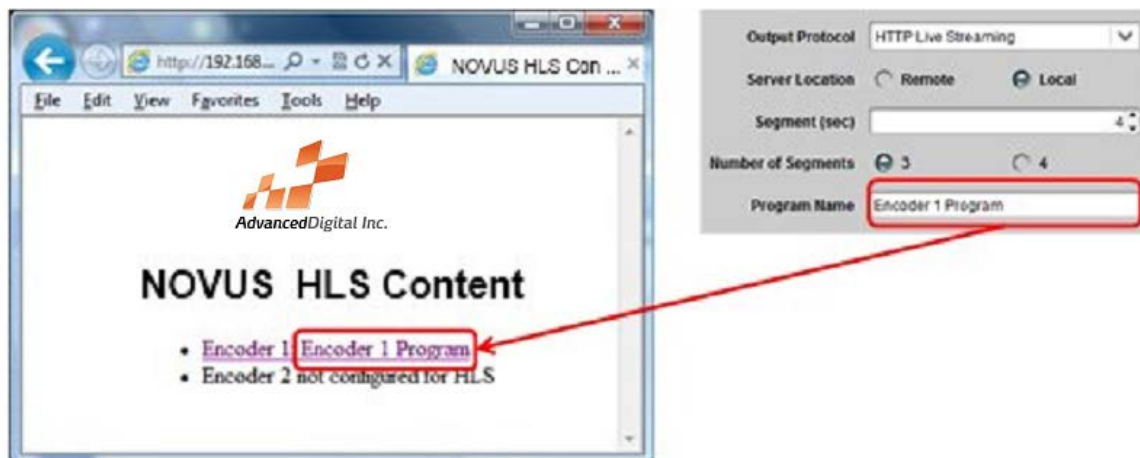 http://192.168...
NOVUS HLS Con ...
File Edit View Favorites Tools Help
AdvancedDigital Inc.
NOVUS HLS Content
• Encoder 1: Encoder 1 Program
• Encoder 2 not configured for HLS
Output Protocol HTTP Live Streaming
Server Location Remote Local
Segment (sec) 4
Number of Segments 3 4
Program Name Encoder 1 Program